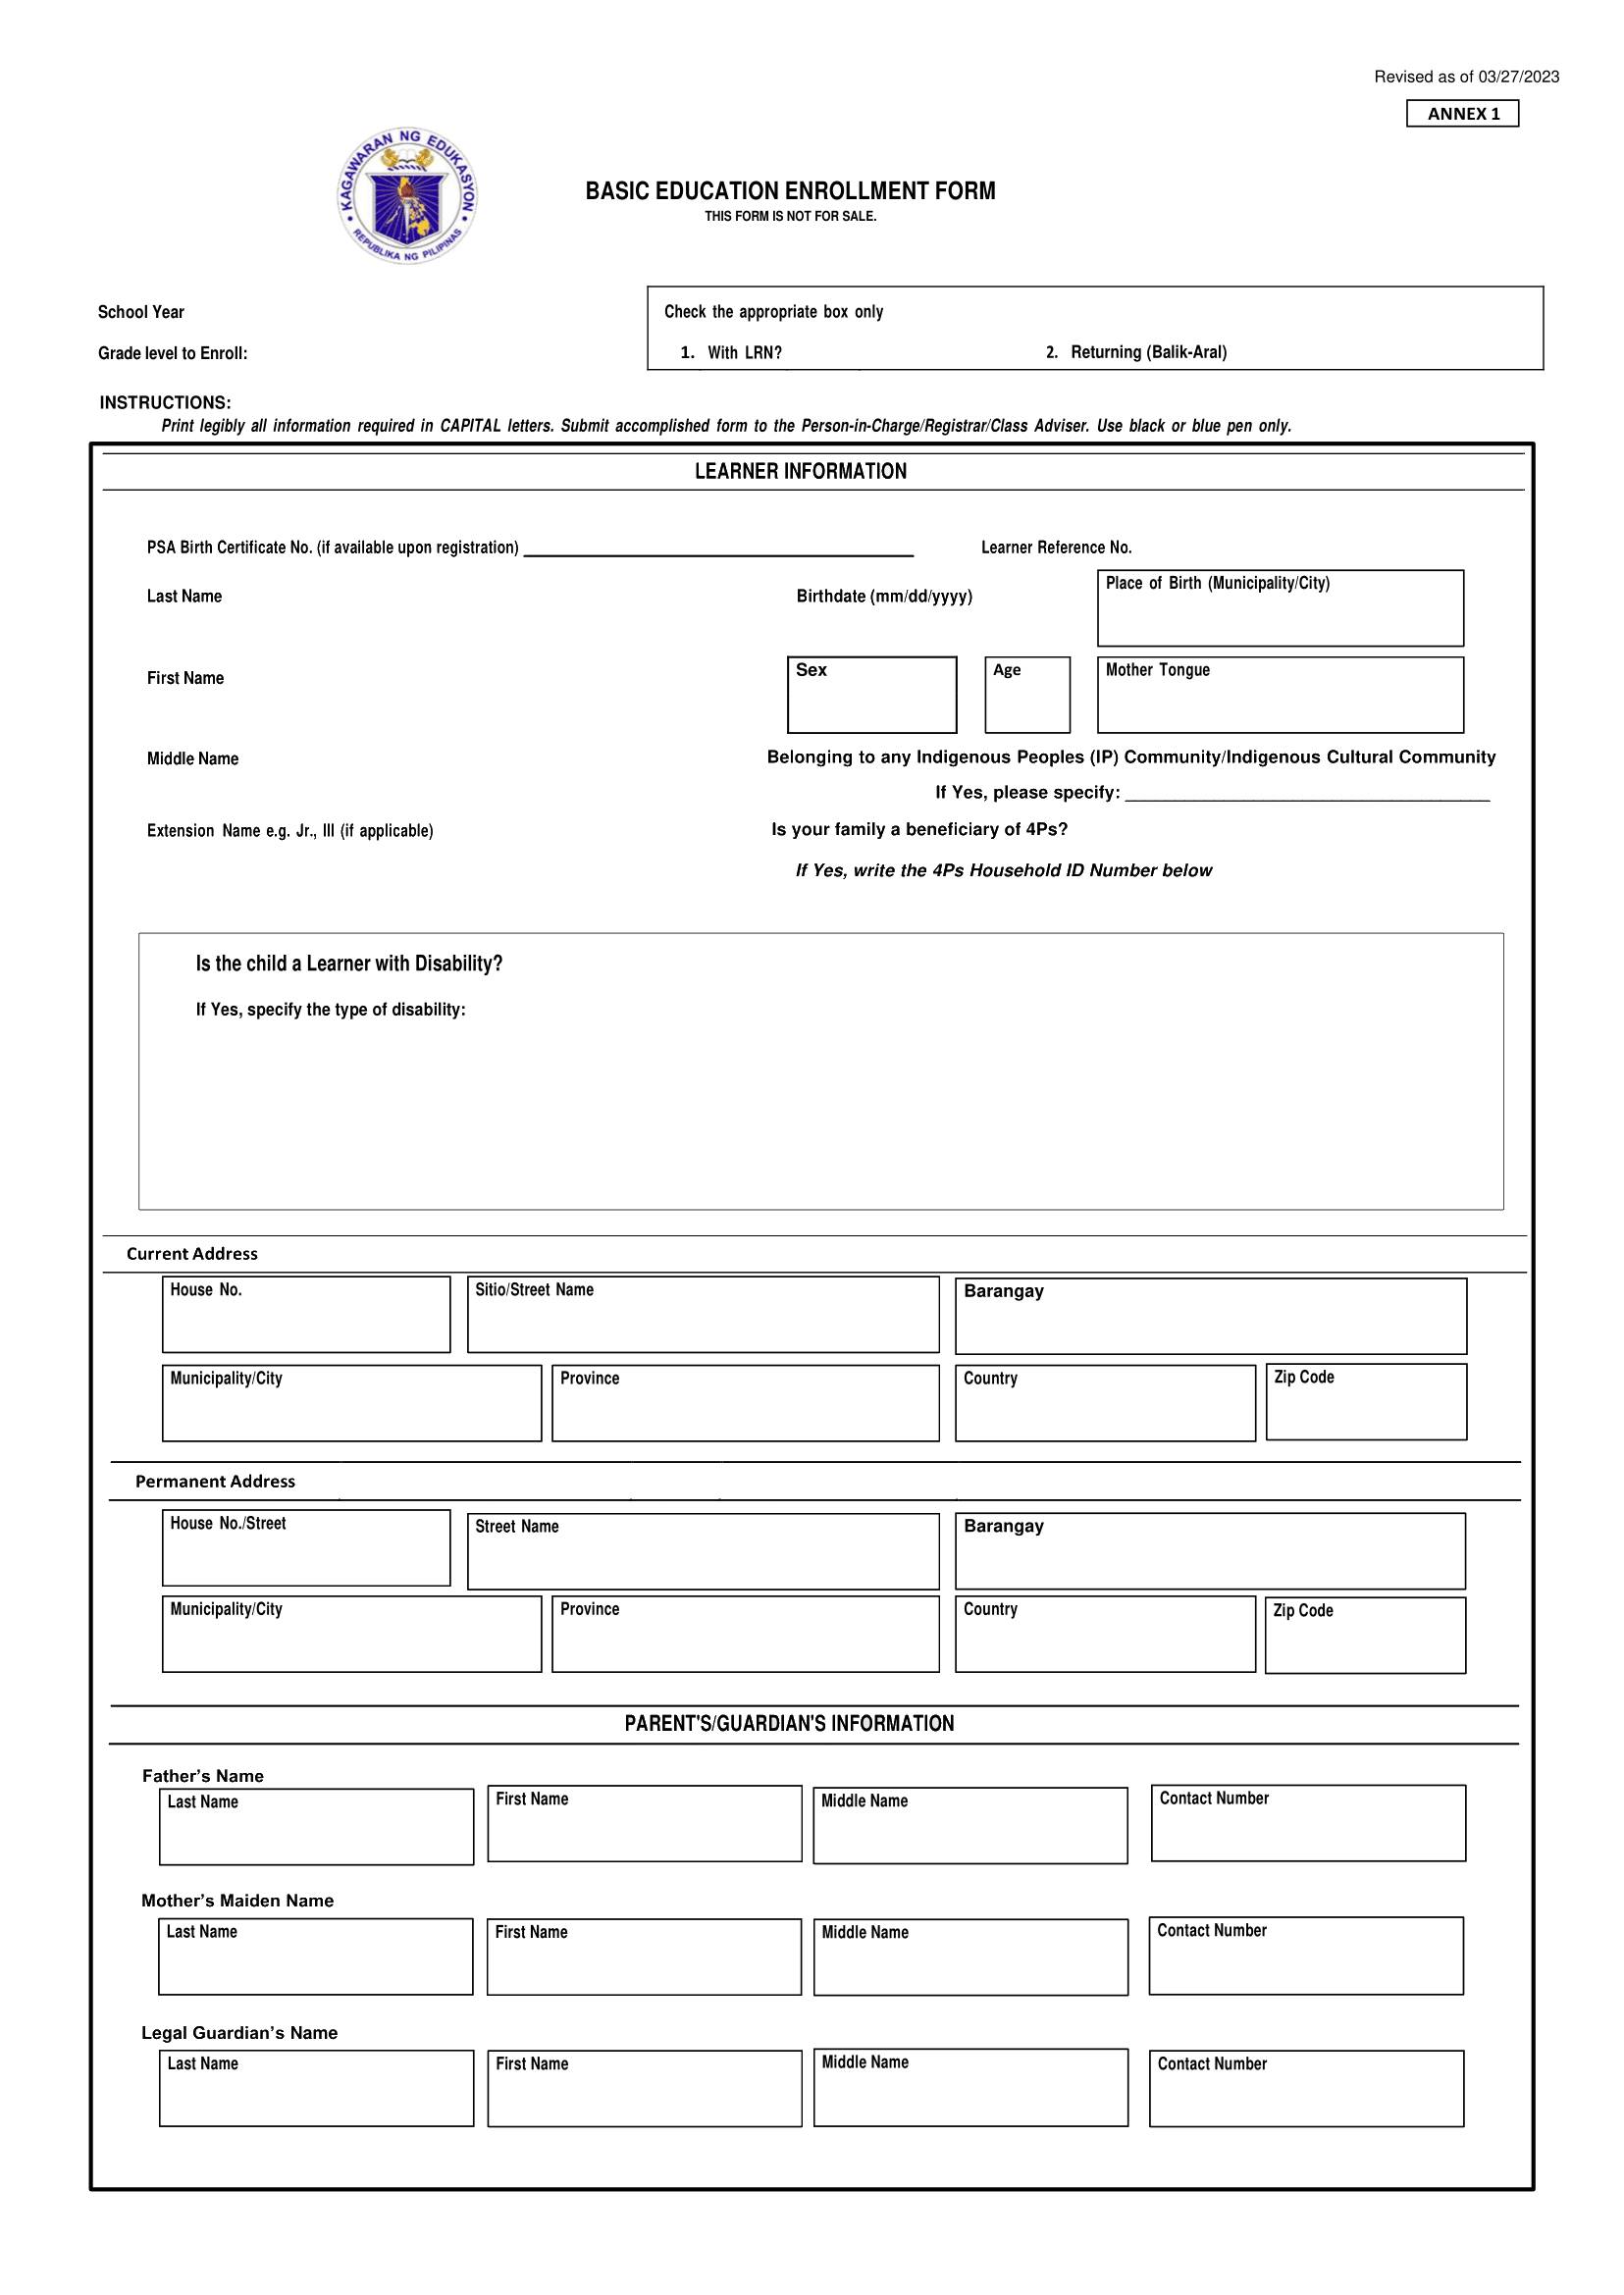 Revised as of 03/27/2023
ANNEX 1
KAGAWARAN NG EDUKASYON
REPUBLIKA NG PILIPINAS
BASIC EDUCATION ENROLLMENT FORM
THIS FORM IS NOT FOR SALE.
School Year
Grade level to Enroll:
Check the appropriate box only
1. With LRN? 2. Returning (Balik-Aral)
INSTRUCTIONS:
Print legibly all information required in CAPITAL letters. Submit accomplished form to the Person-in-Charge/Registrar/Class Adviser. Use black or blue pen only.
LEARNER INFORMATION
PSA Birth Certificate No. (if available upon registration) ____________________ Learner Reference No.
Last Name Birthdate (mm/dd/yyyy) Place of Birth (Municipality/City)
First Name Sex Age Mother Tongue
Middle Name Belonging to any Indigenous Peoples (IP) Community/Indigenous Cultural Community
If Yes, please specify: ____________________
Extension Name e.g. Jr., III (if applicable) Is your family a beneficiary of 4Ps?
If Yes, write the 4Ps Household ID Number below
Is the child a Learner with Disability?
If Yes, specify the type of disability:
Current Address
House No. Sitio/Street Name Barangay
Municipality/City Province Country Zip Code
Permanent Address
House No./Street Street Name Barangay
Municipality/City Province Country Zip Code
PARENT'S/GUARDIAN'S INFORMATION
Father’s Name
Last Name First Name Middle Name Contact Number
Mother’s Maiden Name
Last Name First Name Middle Name Contact Number
Legal Guardian’s Name
Last Name First Name Middle Name Contact Number